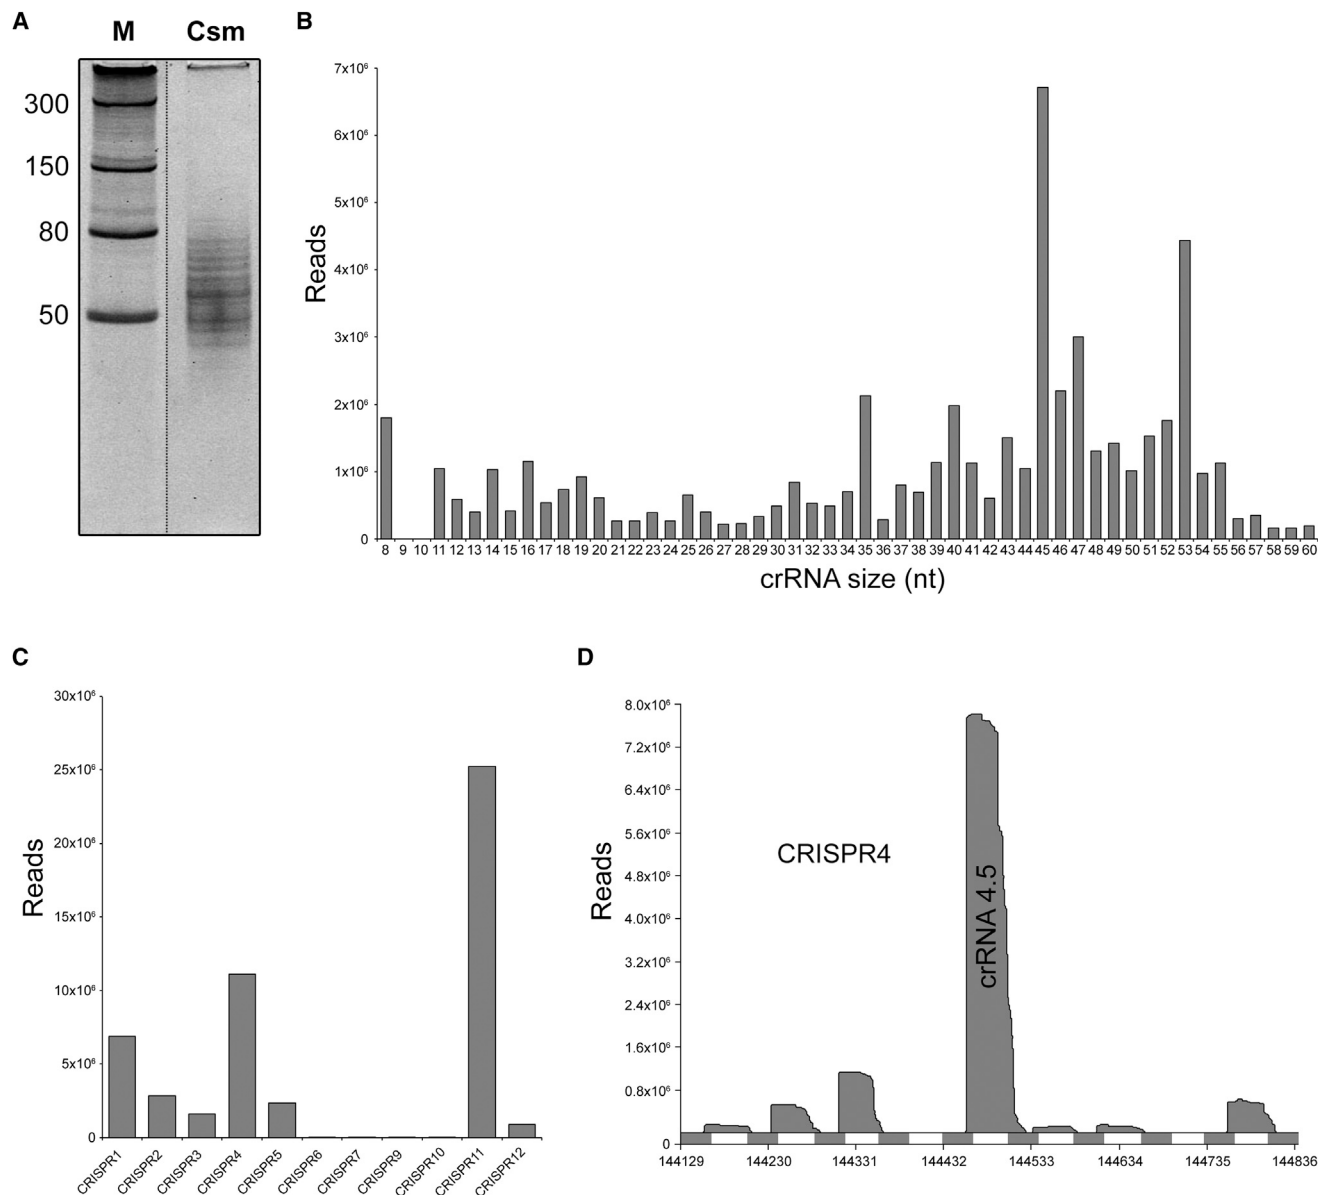 A
M Csm
300
150
80
50
B
7x10⁶
6x10⁶
5x10⁶
4x10⁶
3x10⁶
2x10⁶
1x10⁶
0
Reads
8 9 10 11 12 13 14 15 16 17 18 19 20 21 22 23 24 25 26 27 28 29 30 31 32 33 34 35 36 37 38 39 40 41 42 43 44 45 46 47 48 49 50 51 52 53 54 55 56 57 58 59 60
crRNA size (nt)
C
30x10⁶
25x10⁶
20x10⁶
15x10⁶
10x10⁶
5x10⁶
0
Reads
CRISPR1 CRISPR2 CRISPR3 CRISPR4 CRISPR5 CRISPR6 CRISPR7 CRISPR9 CRISPR10 CRISPR11 CRISPR12
D
8.0x10⁶
7.2x10⁶
6.4x10⁶
5.6x10⁶
4.8x10⁶
4.0x10⁶
3.2x10⁶
2.4x10⁶
1.6x10⁶
0.8x10⁶
0
Reads
CRISPR4
crRNA 4.5
144129 144230 144331 144432 144533 144634 144735 144836